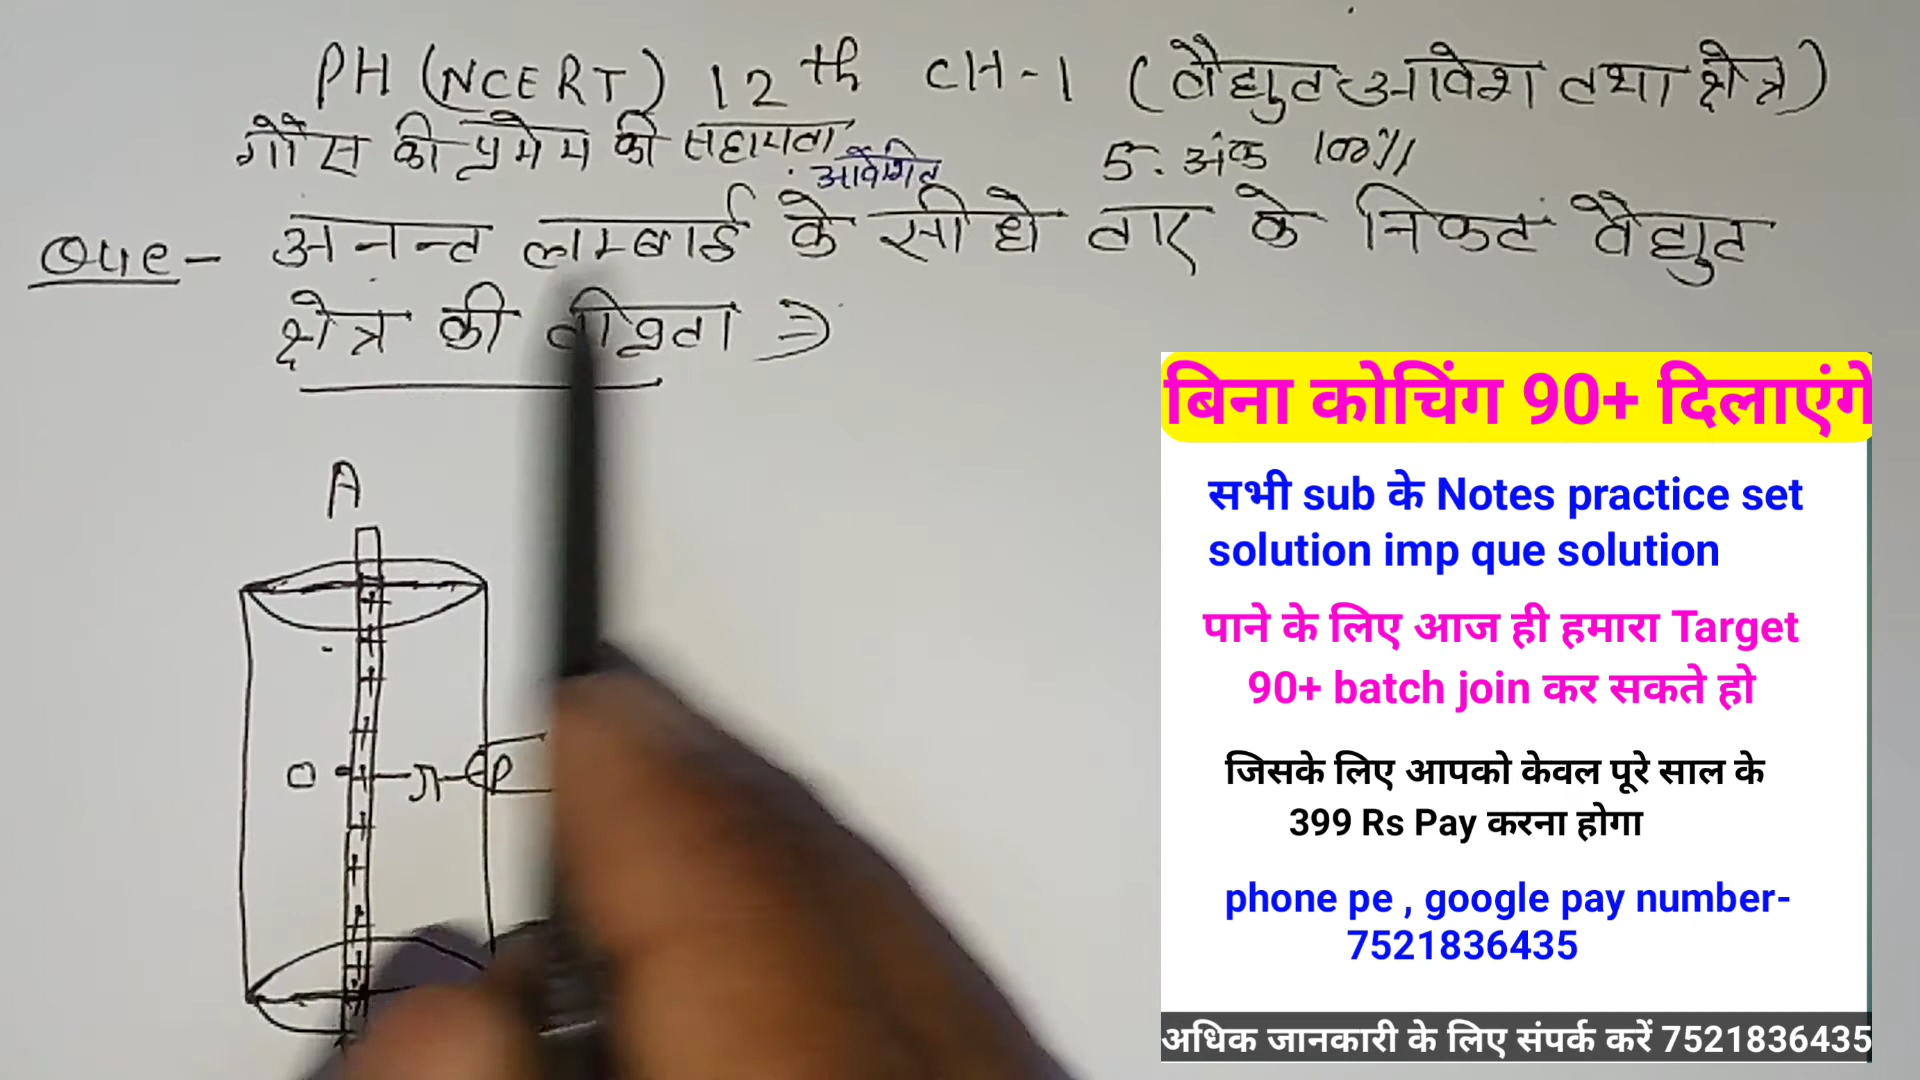 PH (NCERT) 12th CH-1 (वैद्युत आवेश तथा क्षेत्र)
गौस की प्रमेय की सहायता
5. अंक 100%
आवेशित
Que- अनन्त लम्बाई के सीधे तार के निकट वैद्युत
क्षेत्र की तीव्रता ⇒
A
O r P
बिना कोचिंग 90+ दिलाएंगे
सभी sub के Notes practice set
solution imp que solution
पाने के लिए आज ही हमारा Target
90+ batch join कर सकते हो
जिसके लिए आपको केवल पूरे साल के
399 Rs Pay करना होगा
phone pe , google pay number-
7521836435
अधिक जानकारी के लिए संपर्क करें 7521836435